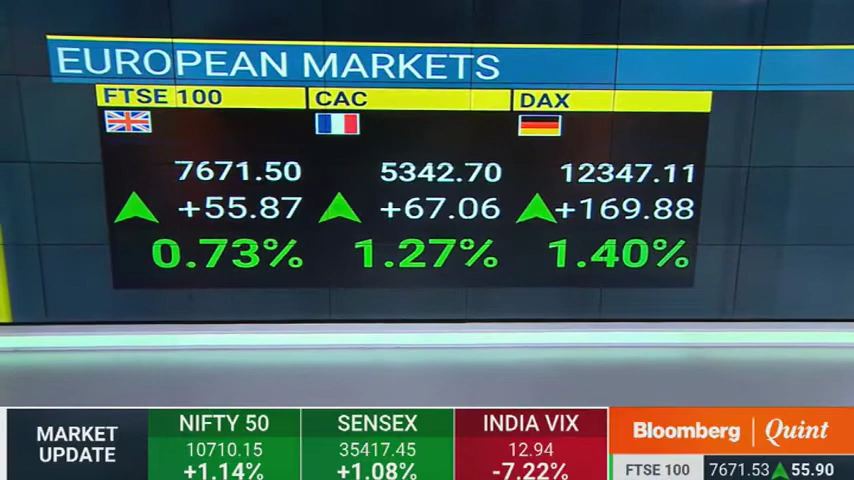 EUROPEAN MARKETS
FTSE 100 CAC DAX
7671.50 5342.70 12347.11
+55.87 +67.06 +169.88
0.73% 1.27% 1.40%
MARKET UPDATE
NIFTY 50
10710.15
+1.14%
SENSEX
35417.45
+1.08%
INDIA VIX
12.94
-7.22%
Bloomberg | Quint
FTSE 100 7671.53 55.90